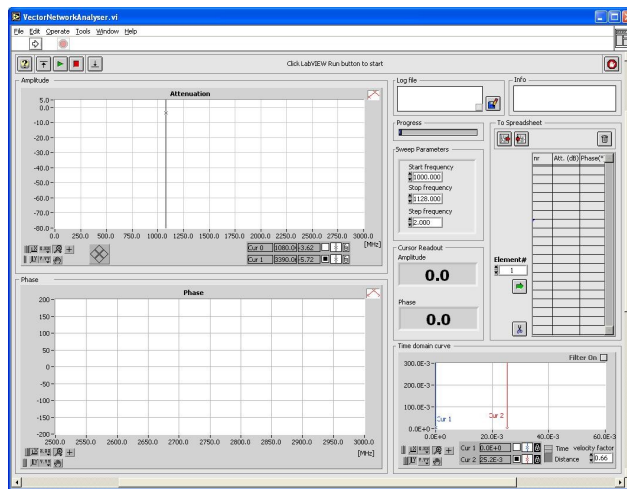 VectorNetworkAnalyser.vi
File Edit Operate Tools Window Help
Click LabVIEW Run button to start
Amplitude
Attenuation
5.0
0.0
-10.0
-20.0
-30.0
-40.0
-50.0
-60.0
-70.0
-80.0
0.0 250.0 500.0 750.0 1000.0 1250.0 1500.0 1750.0 2000.0 2250.0 2500.0 2750.0 3000.0
[MHz]
Cur 0 1080.0 -3.62
Cur 1 3390.0 -5.72
Phase
Phase
200
150
100
50
0
-50
-100
-150
-200
2500.0 2550.0 2600.0 2650.0 2700.0 2750.0 2800.0 2850.0 2900.0 2950.0 3000.0
[MHz]
Log file
Info
Progress
Sweep Parameters
Start frequency
1000.000
Stop frequency
1128.000
Step frequency
2.000
Cursor Readout
Amplitude
0.0
Phase
0.0
To Spreadsheet
nr Att. (dB) Phase(°
Element#
1
Time domain curve
Filter On
300.0E-3
200.0E-3
100.0E-3
0.0E+0
Cur 1
Cur 2
0.0E+0 20.0E-3 40.0E-3 60.0E-3
Cur 1 0.0E+0
Cur 2 25.2E-3
Time velocity factor
Distance 0.66